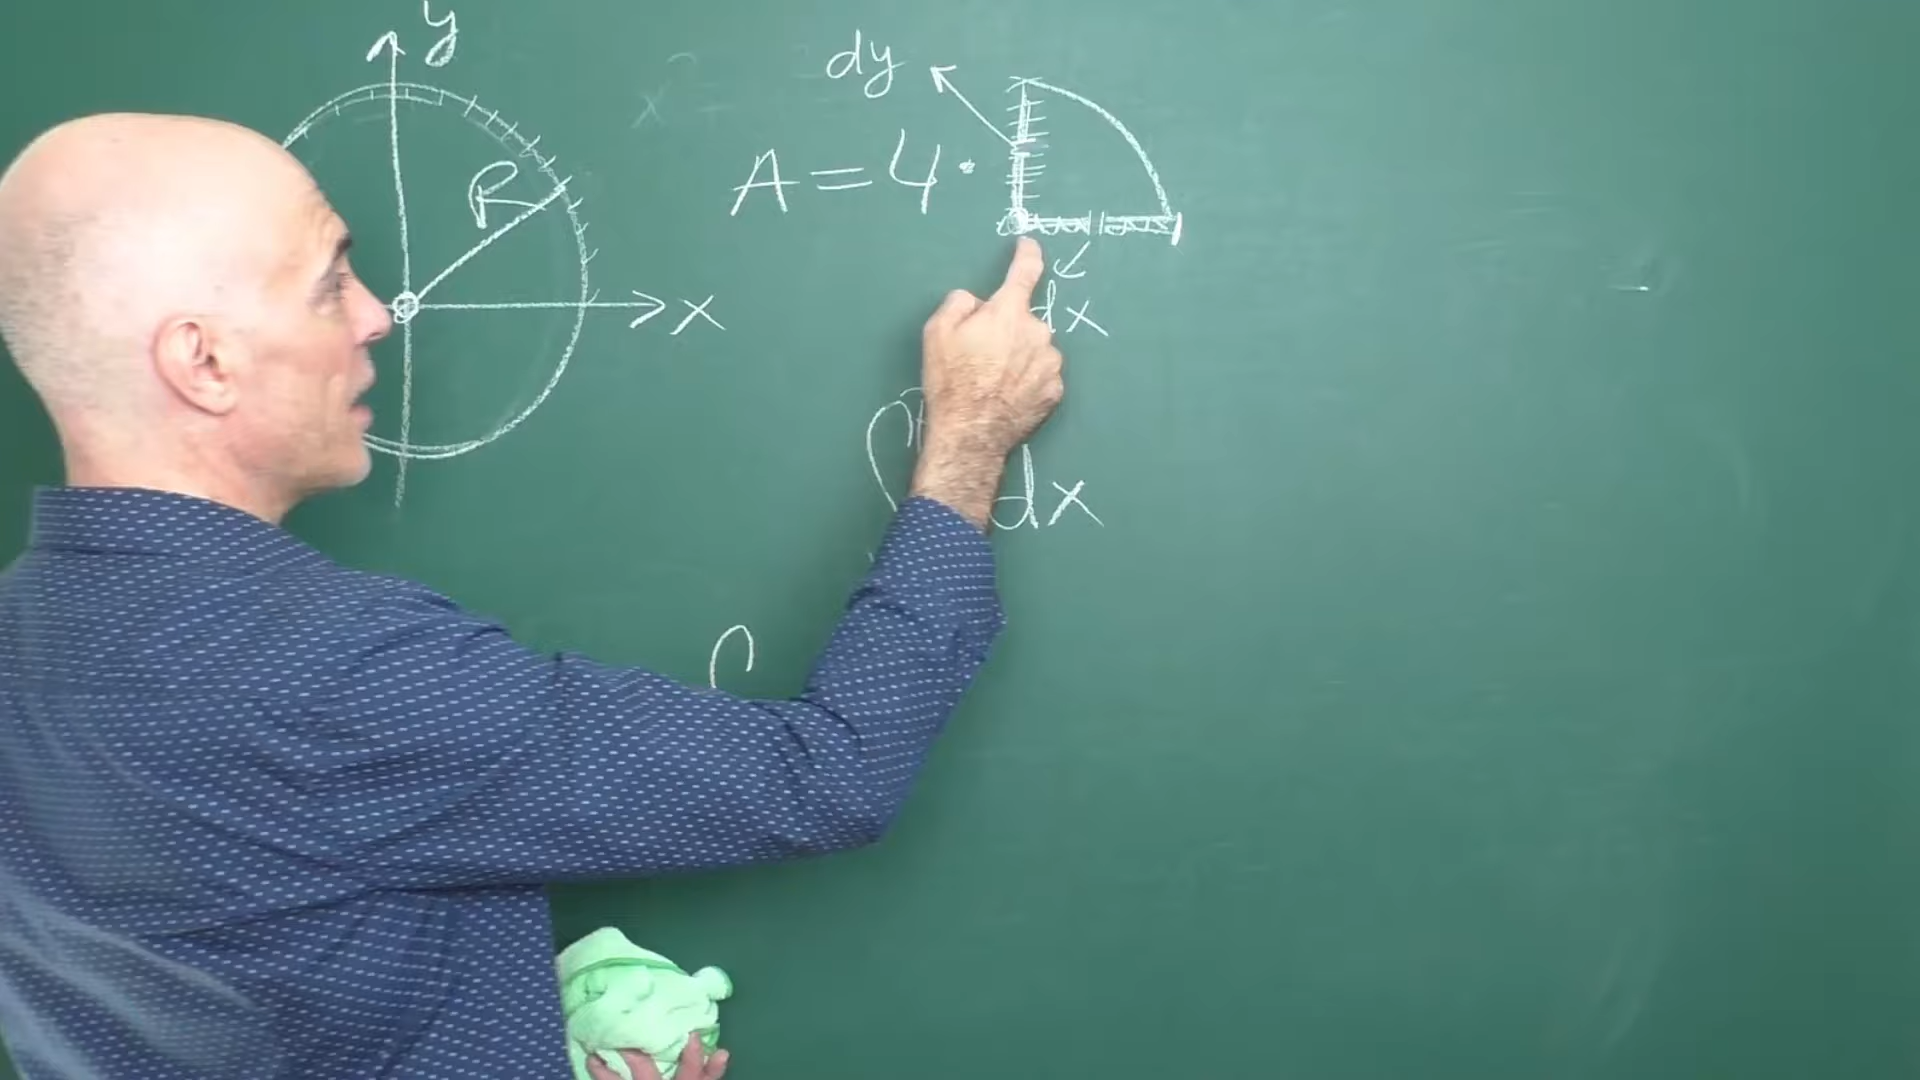 y
R
x
dy
A = 4 ·
dx
∫ dx